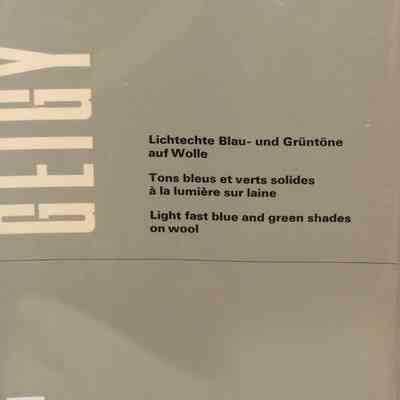 GEIGY
Lichtechte Blau- und Grüntöne
auf Wolle
Tons bleus et verts solides
à la lumière sur laine
Light fast blue and green shades
on wool